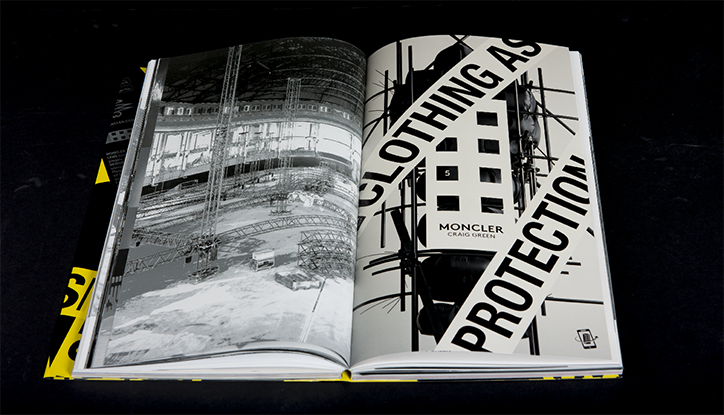 CLOTHING AS
5
MONCLER
CRAIG GREEN
PROTECTION